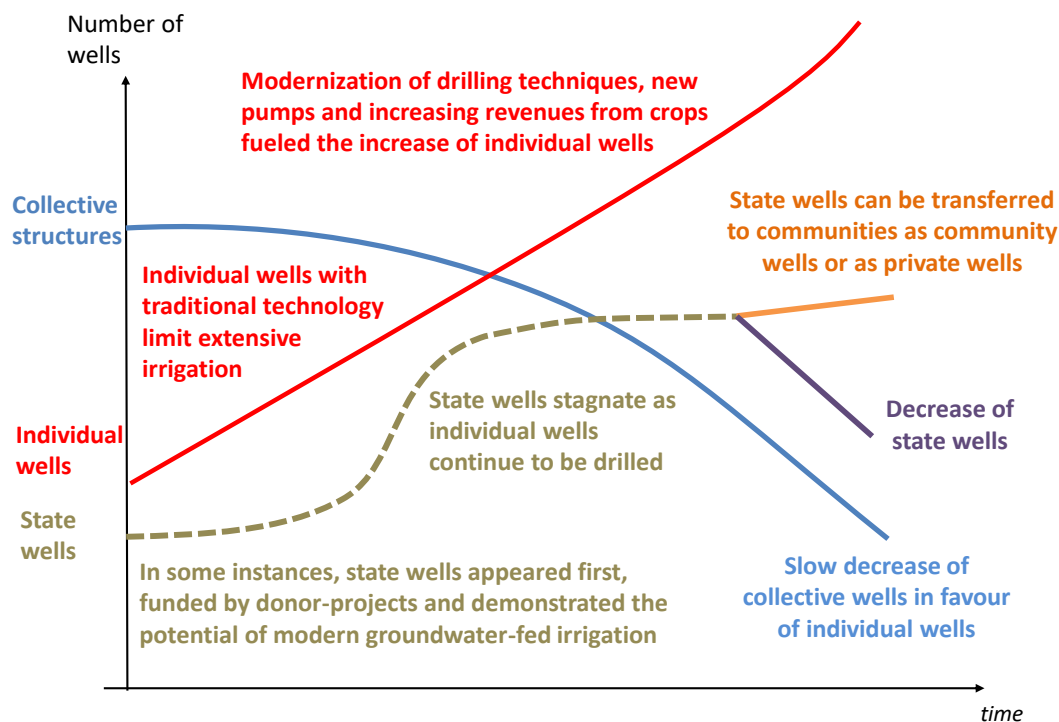 Number of
wells
Modernization of drilling techniques, new
pumps and increasing revenues from crops
fueled the increase of individual wells
Collective
structures
State wells can be transferred
to communities as community
wells or as private wells
Individual wells with
traditional technology
limit extensive
irrigation
State wells stagnate as
individual wells
continue to be drilled
Decrease of
state wells
Individual
wells
State
wells
In some instances, state wells appeared first,
funded by donor-projects and demonstrated the
potential of modern groundwater-fed irrigation
Slow decrease of
collective wells in favour
of individual wells
time